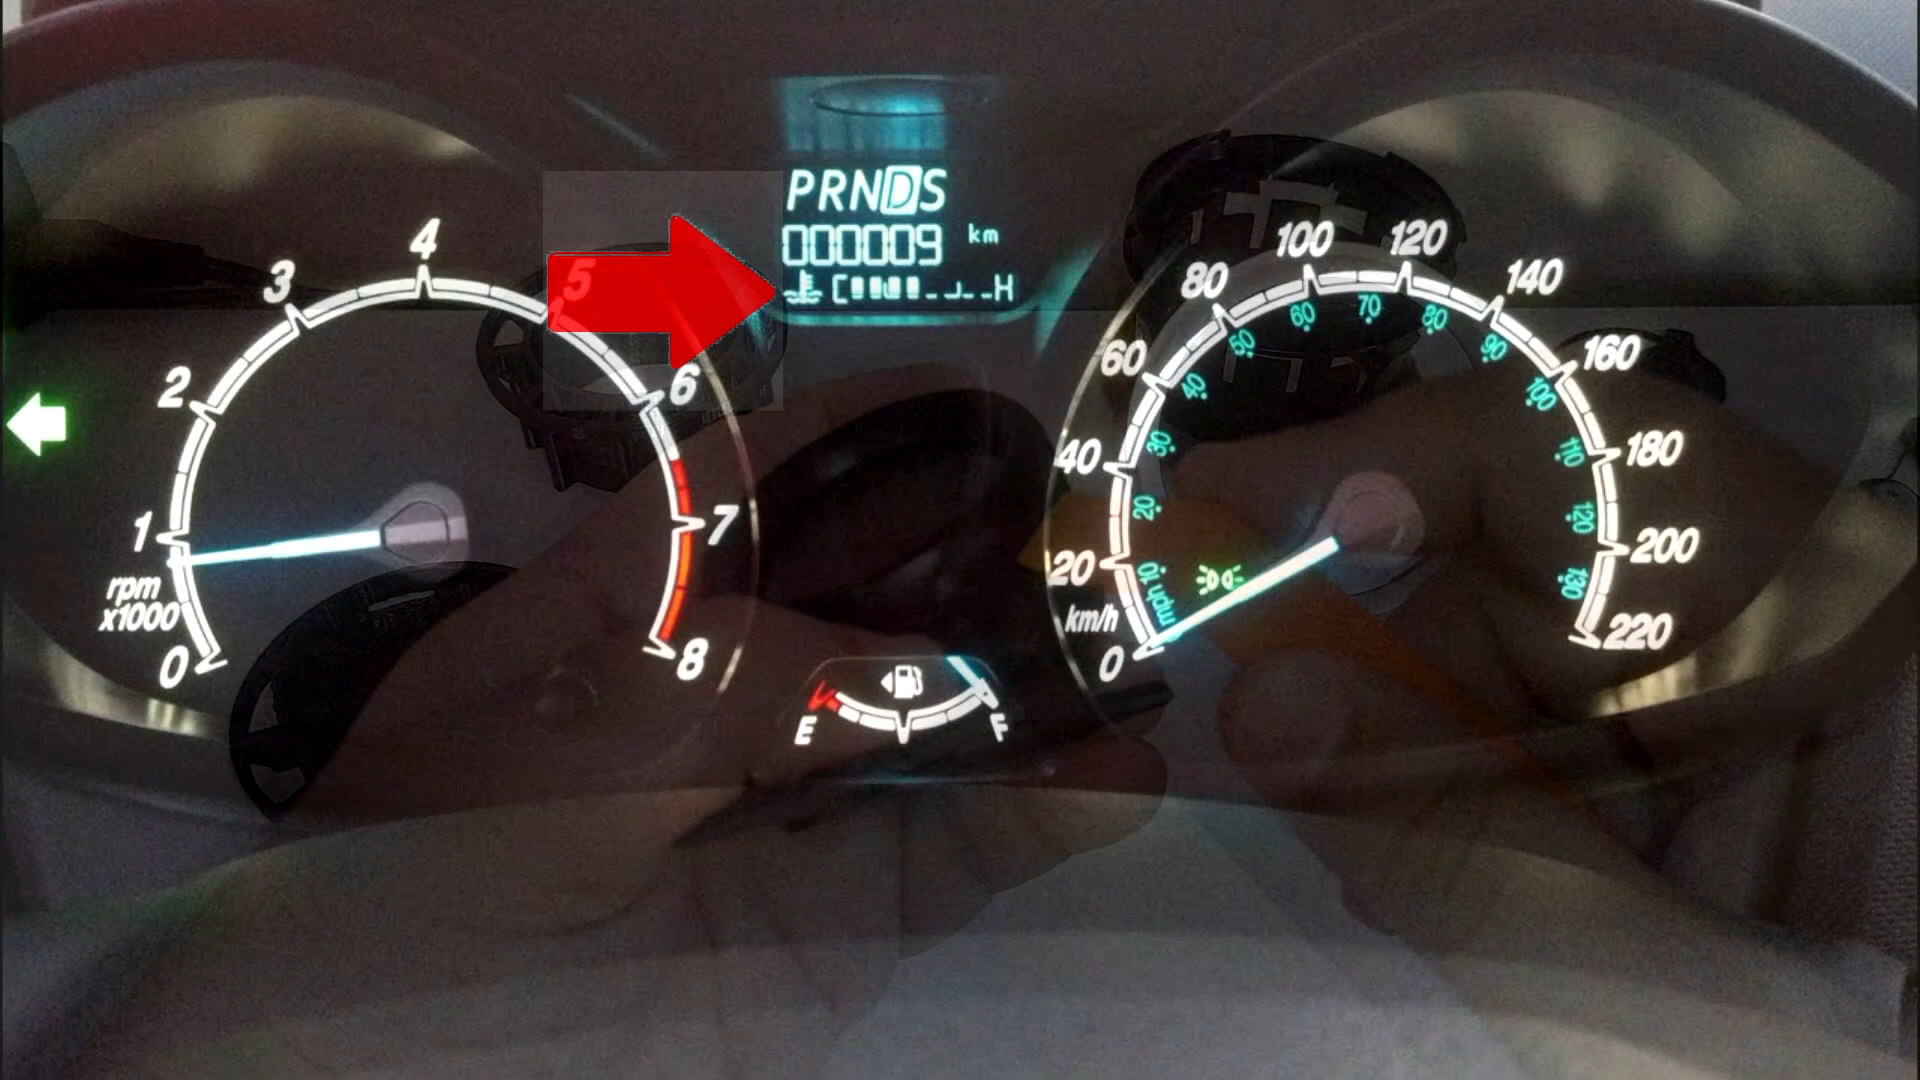 PRNDS
000009 km
C H
0 1 2 3 4 5 6 7 8
rpm
x1000
0 20 40 60 80 100 120 140 160 180 200 220
km/h
10 20 30 40 50 60 70 80 90 100 110 120 130
mph
E F